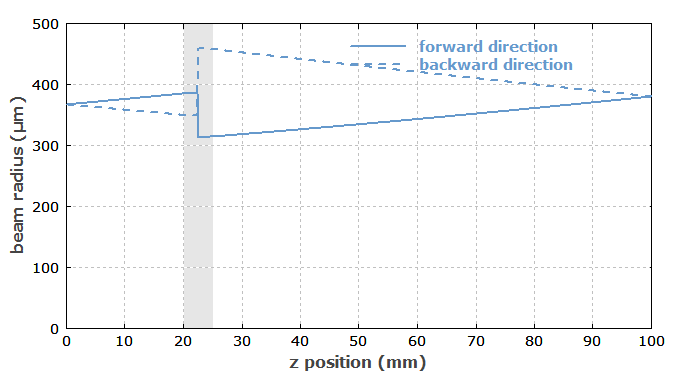 500
400
300
200
100
0
beam radius (µm)
forward direction
backward direction
0 10 20 30 40 50 60 70 80 90 100
z position (mm)